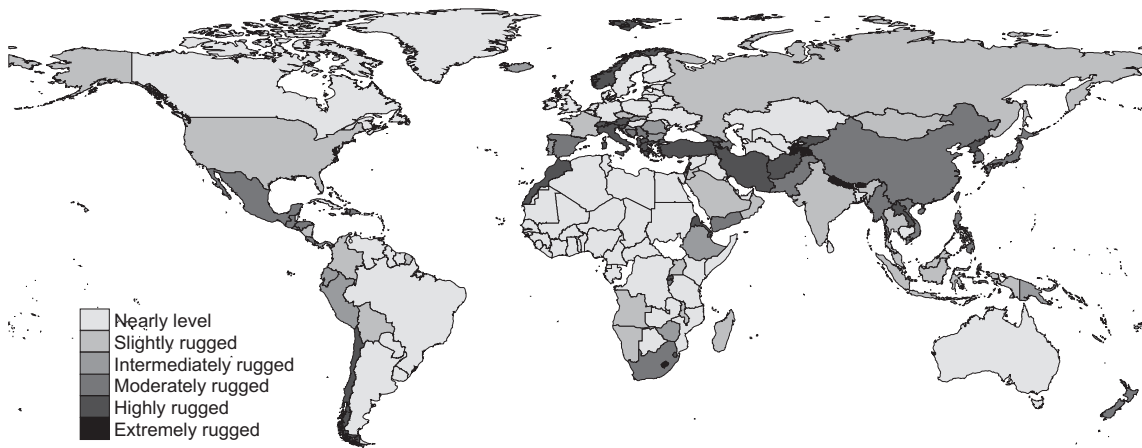 Nearly level
Slightly rugged
Intermediately rugged
Moderately rugged
Highly rugged
Extremely rugged